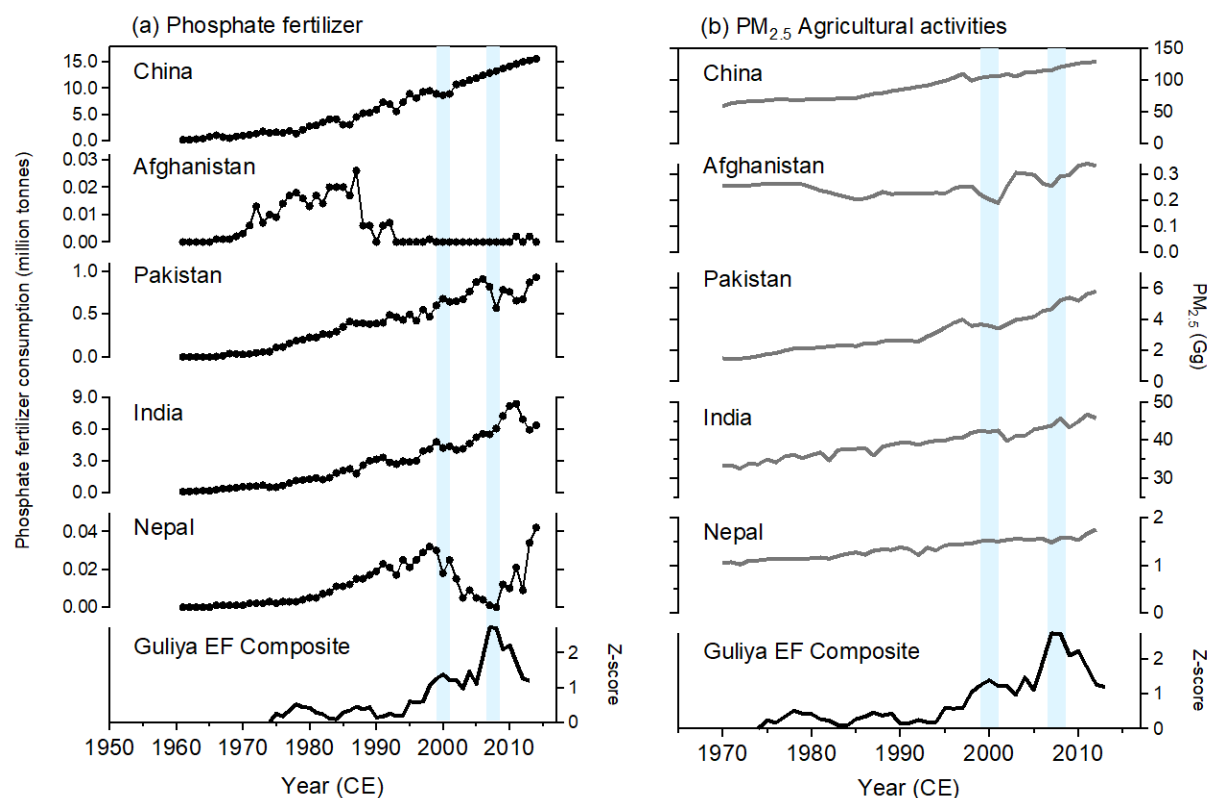 (a) Phosphate fertilizer
Phosphate fertilizer consumption (million tonnes)
China
15.0
10.0
5.0
0.0
Afghanistan
0.03
0.02
0.01
0.00
Pakistan
1.0
0.5
0.0
India
9.0
6.0
3.0
0.0
Nepal
0.04
0.02
0.00
Guliya EF Composite
2
1
0
Z-score
1950 1960 1970 1980 1990 2000 2010
Year (CE)
(b) PM2.5 Agricultural activities
China
150
100
50
Afghanistan
0.3
0.2
0.1
0.0
Pakistan
6
4
2
0
PM2.5 (Gg)
India
50
40
30
Nepal
2
1
0
Guliya EF Composite
2
1
0
Z-score
1970 1980 1990 2000 2010
Year (CE)